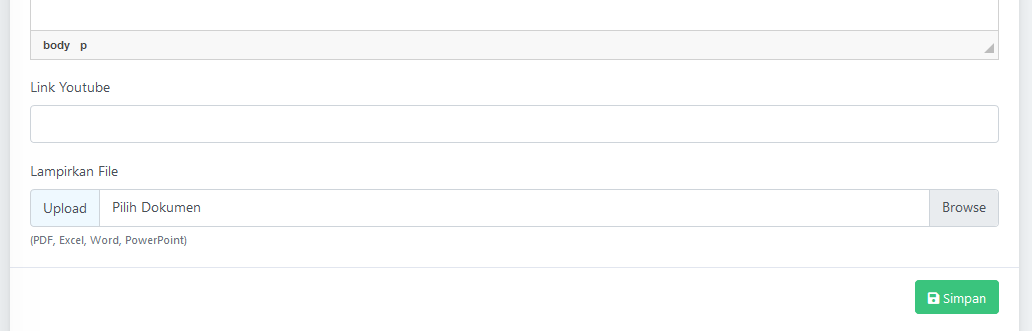 body p
Link Youtube
Lampirkan File
Upload Pilih Dokumen Browse
(PDF, Excel, Word, PowerPoint)
Simpan